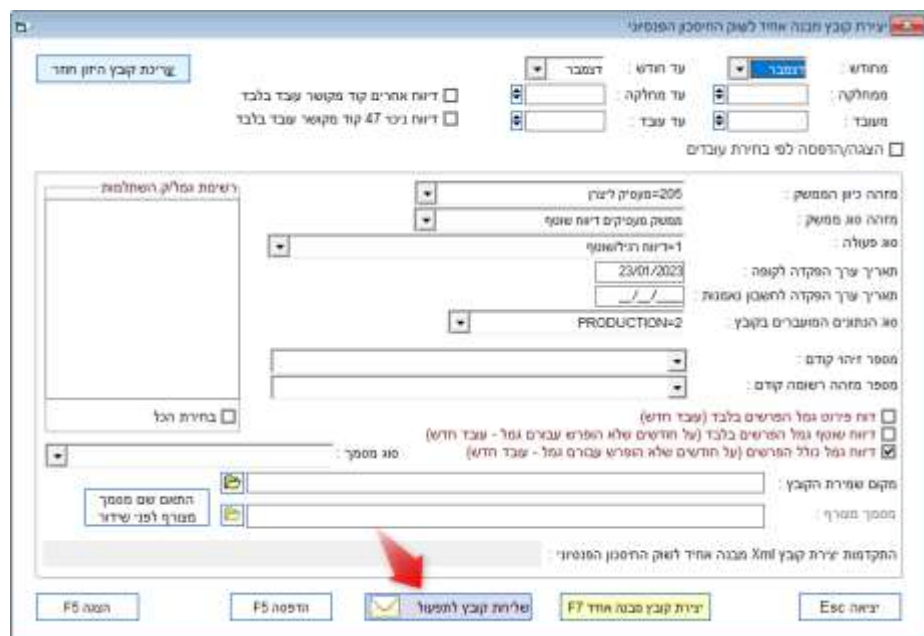 יצירת קובץ מבנה אחיד לשוק החיסכון הפנסיוני
מחודש : דצמבר עד חודש : דצמבר
עריכת קובץ היזון חוזר
ממחלקה : עד מחלקה :
דיווח אחרים קוד מקושר עובד בלבד
מעובד : עד עובד :
דיווח ניכוי 47 קוד מקושר עובד בלבד
הצגה/הדפסה לפי בחירת עובדים
רשימת גמל/ק.השתלמות
מזהה כיוון הממשק : 205=מעסיק ליצרן
מזהה סוג ממשק : ממשק מעסיקים דיווח שוטף
סוג פעולה : 1=דיווח רגיל/שוטף
תאריך ערך הפקדה לקופה : 23/01/2023
תאריך ערך הפקדה לחשבון נאמנות : __/__/____
סוג הנתונים המועברים בקובץ : PRODUCTION=2
מספר זיהוי קודם :
מספר מזהה רשומה קודם :
בחירת הכל
דוח פירוט גמל הפרשים בלבד (עובד חדש)
דיווח שוטף גמל הפרשים בלבד (על חודשים שלא הופרש עבורם גמל - עובד חדש)
דיווח גמל כולל הפרשים (על חודשים שלא הופרש עבורם גמל - עובד חדש)
סוג מסמך :
מקום שמירת הקובץ :
מסמך מצורף :
התאם שם מסמך
מצורף לפני שידור
התקדמות יצירת קובץ Xml מבנה אחיד לשוק החיסכון הפנסיוני :
יציאה Esc
יצירת קובץ מבנה אחיד F7
שליחת קובץ לתפעול
הדפסה F5
הצגה F5